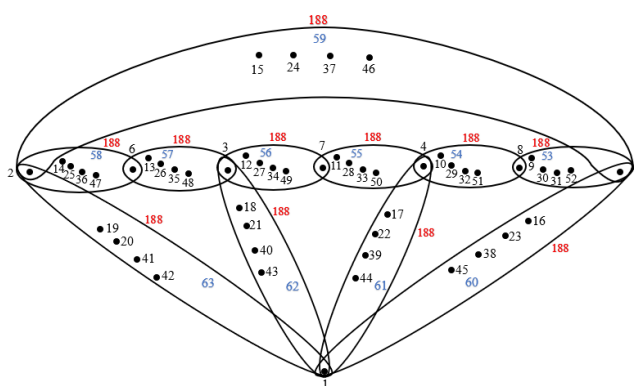 188
59
15 24 37 46
188 188 188 188 188 188
6 3 7 4 8
58 57 56 55 54 53
14 13 12 11 10 9
25 26 27 28 29 30
36 35 34 33 32 31
47 48 49 50 51 52
2
18 17 16
188 188 188 188
19 21 22 23
20 40 39 38
41 43 44 45
42
63 62 61 60
1